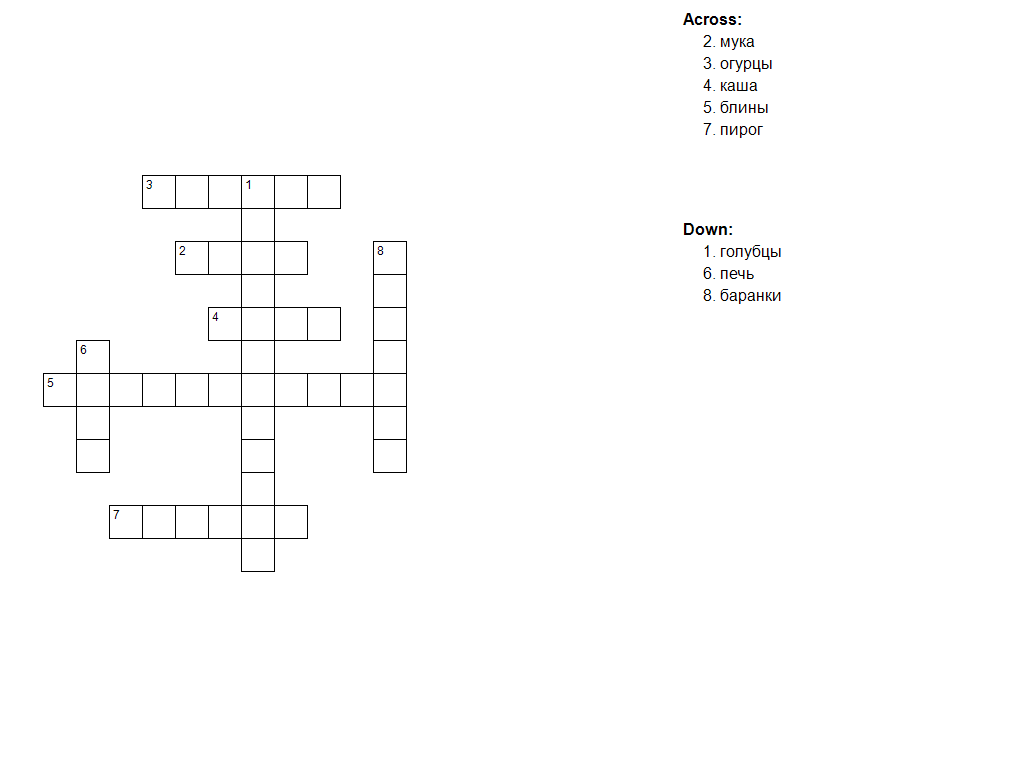 Across:
2. мука
3. огурцы
4. каша
5. блины
7. пирог
3
1
2
8
4
6
5
7
Down:
1. голубцы
6. печь
8. баранки